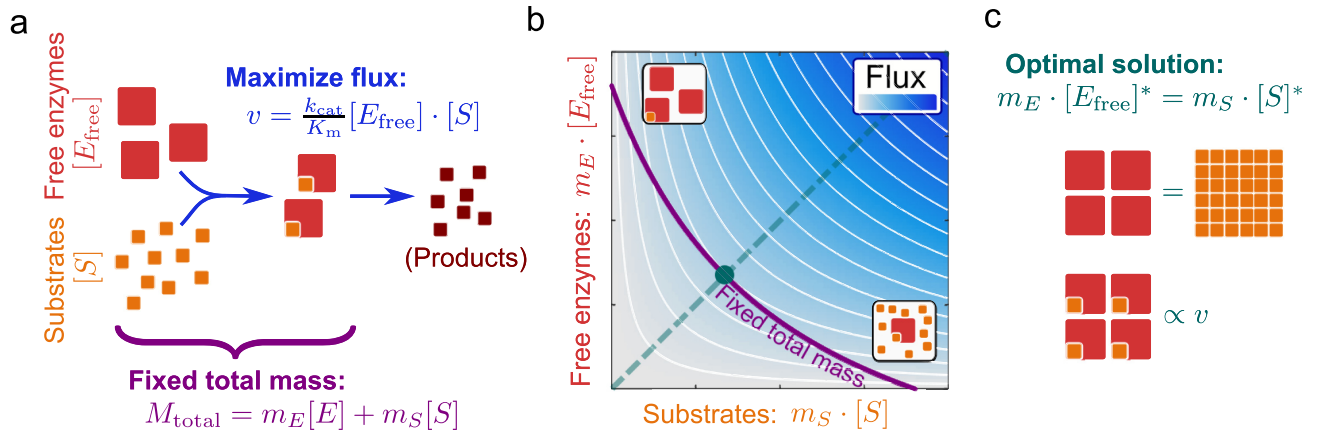 a
Free enzymes
[E_free]
Substrates
[S]
Maximize flux:
v = k_cat/K_m [E_free] · [S]
(Products)
Fixed total mass:
M_total = m_E[E] + m_S[S]
b
Free enzymes: m_E · [E_free]
Flux
Fixed total mass
Substrates: m_S · [S]
c
Optimal solution:
m_E · [E_free]* = m_S · [S]*
=
∝ v